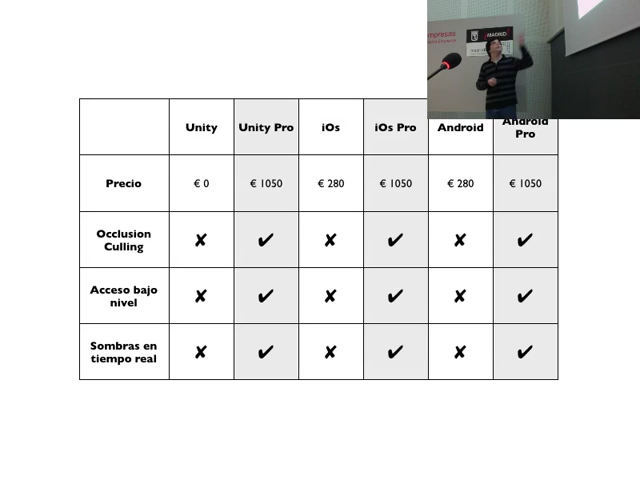 Unity Unity Pro iOs iOs Pro Android Android
Pro
Precio € 0 € 1050 € 280 € 1050 € 280 € 1050
Occlusion
Culling ✘ ✔ ✘ ✔ ✘ ✔
Acceso bajo
nivel ✘ ✔ ✘ ✔ ✘ ✔
Sombras en
tiempo real ✘ ✔ ✘ ✔ ✘ ✔